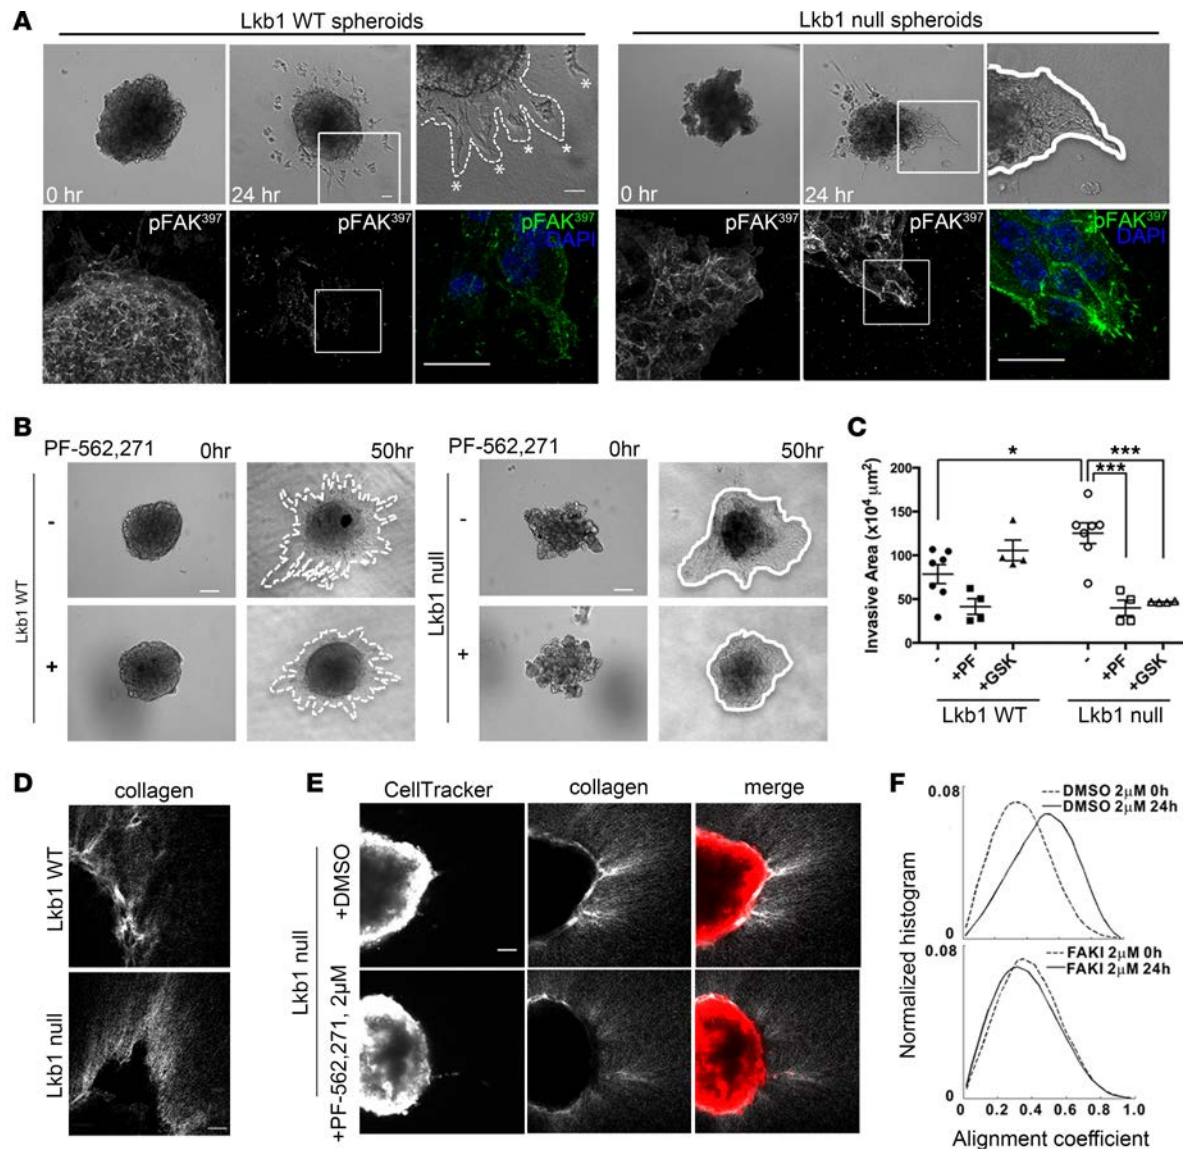 A
Lkb1 WT spheroids
Lkb1 null spheroids
0 hr
24 hr
*
*
*
*
*
0 hr
24 hr
pFAK³⁹⁷
pFAK³⁹⁷
pFAK³⁹⁷
DAPI
pFAK³⁹⁷
pFAK³⁹⁷
pFAK³⁹⁷
DAPI
B
PF-562,271
0hr
50hr
PF-562,271
0hr
50hr
Lkb1 WT
-
+
Lkb1 null
-
+
C
Invasive Area (x10⁴ µm²)
200
150
100
50
0
*
***
***
-
+PF
+GSK
-
+PF
+GSK
Lkb1 WT
Lkb1 null
D
collagen
Lkb1 WT
Lkb1 null
E
CellTracker
collagen
merge
Lkb1 null
+DMSO
+PF-562,271, 2µM
F
Normalized histogram
0.08
0
DMSO 2µM 0h
DMSO 2µM 24h
0.08
0
FAKI 2µM 0h
FAKI 2µM 24h
0 0.2 0.4 0.6 0.8 1.0
Alignment coefficient